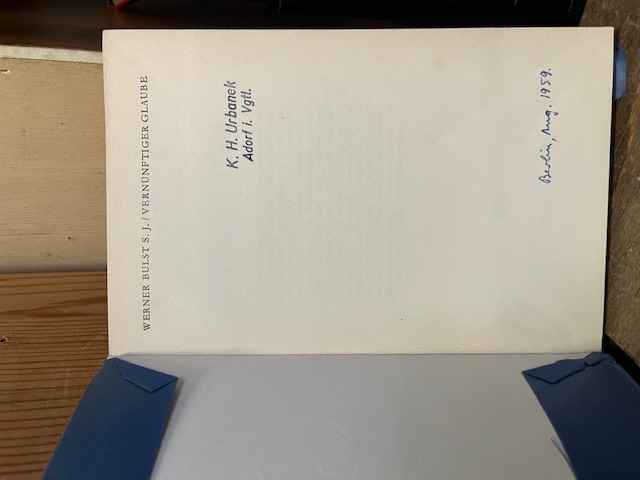 WERNER BULST S. J. / VERNÜNFTIGER GLAUBE
K. H. Urbanek
Adorf i. Vgtl.
Berlin, Aug. 1959.